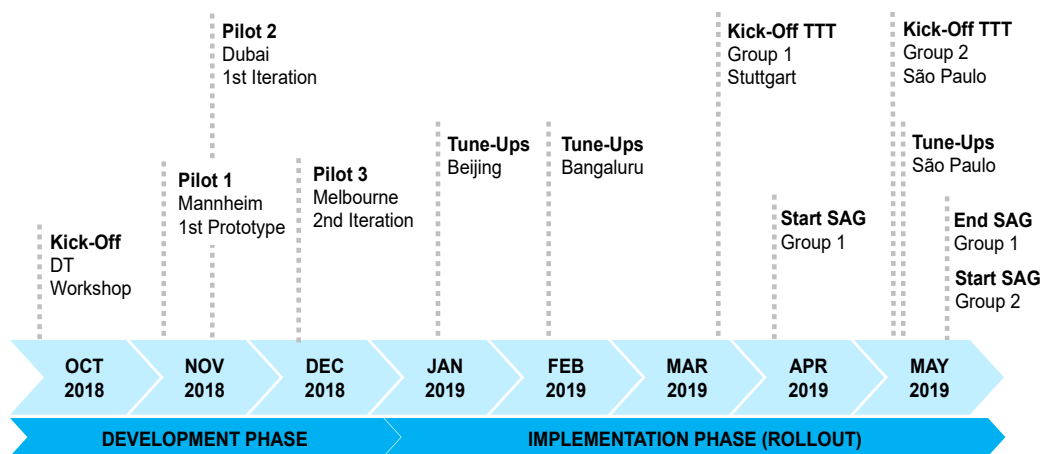 Pilot 2
Dubai
1st Iteration
Kick-Off TTT
Group 1
Stuttgart
Kick-Off TTT
Group 2
São Paulo
Tune-Ups
Beijing
Tune-Ups
Bangaluru
Tune-Ups
São Paulo
Pilot 1
Mannheim
1st Prototype
Pilot 3
Melbourne
2nd Iteration
Start SAG
Group 1
End SAG
Group 1
Kick-Off
DT
Workshop
Start SAG
Group 2
OCT
2018
NOV
2018
DEC
2018
JAN
2019
FEB
2019
MAR
2019
APR
2019
MAY
2019
DEVELOPMENT PHASE
IMPLEMENTATION PHASE (ROLLOUT)